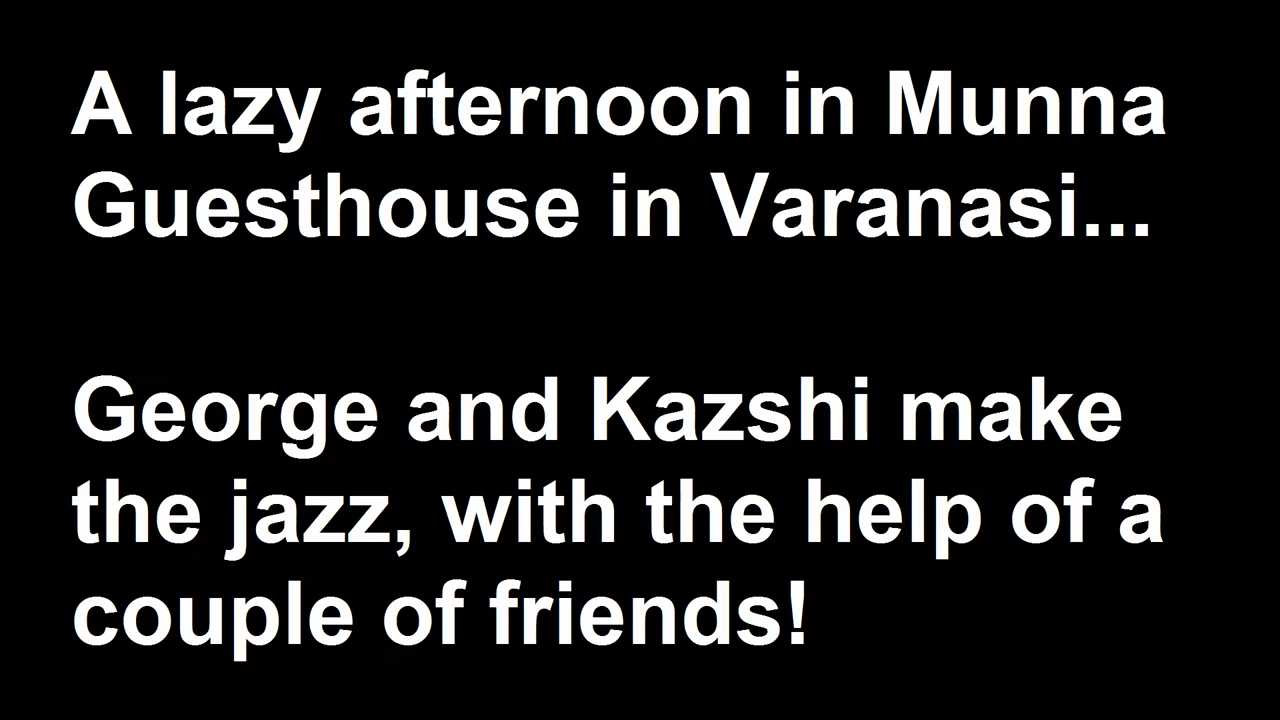 A lazy afternoon in Munna
Guesthouse in Varanasi...
George and Kazshi make
the jazz, with the help of a
couple of friends!